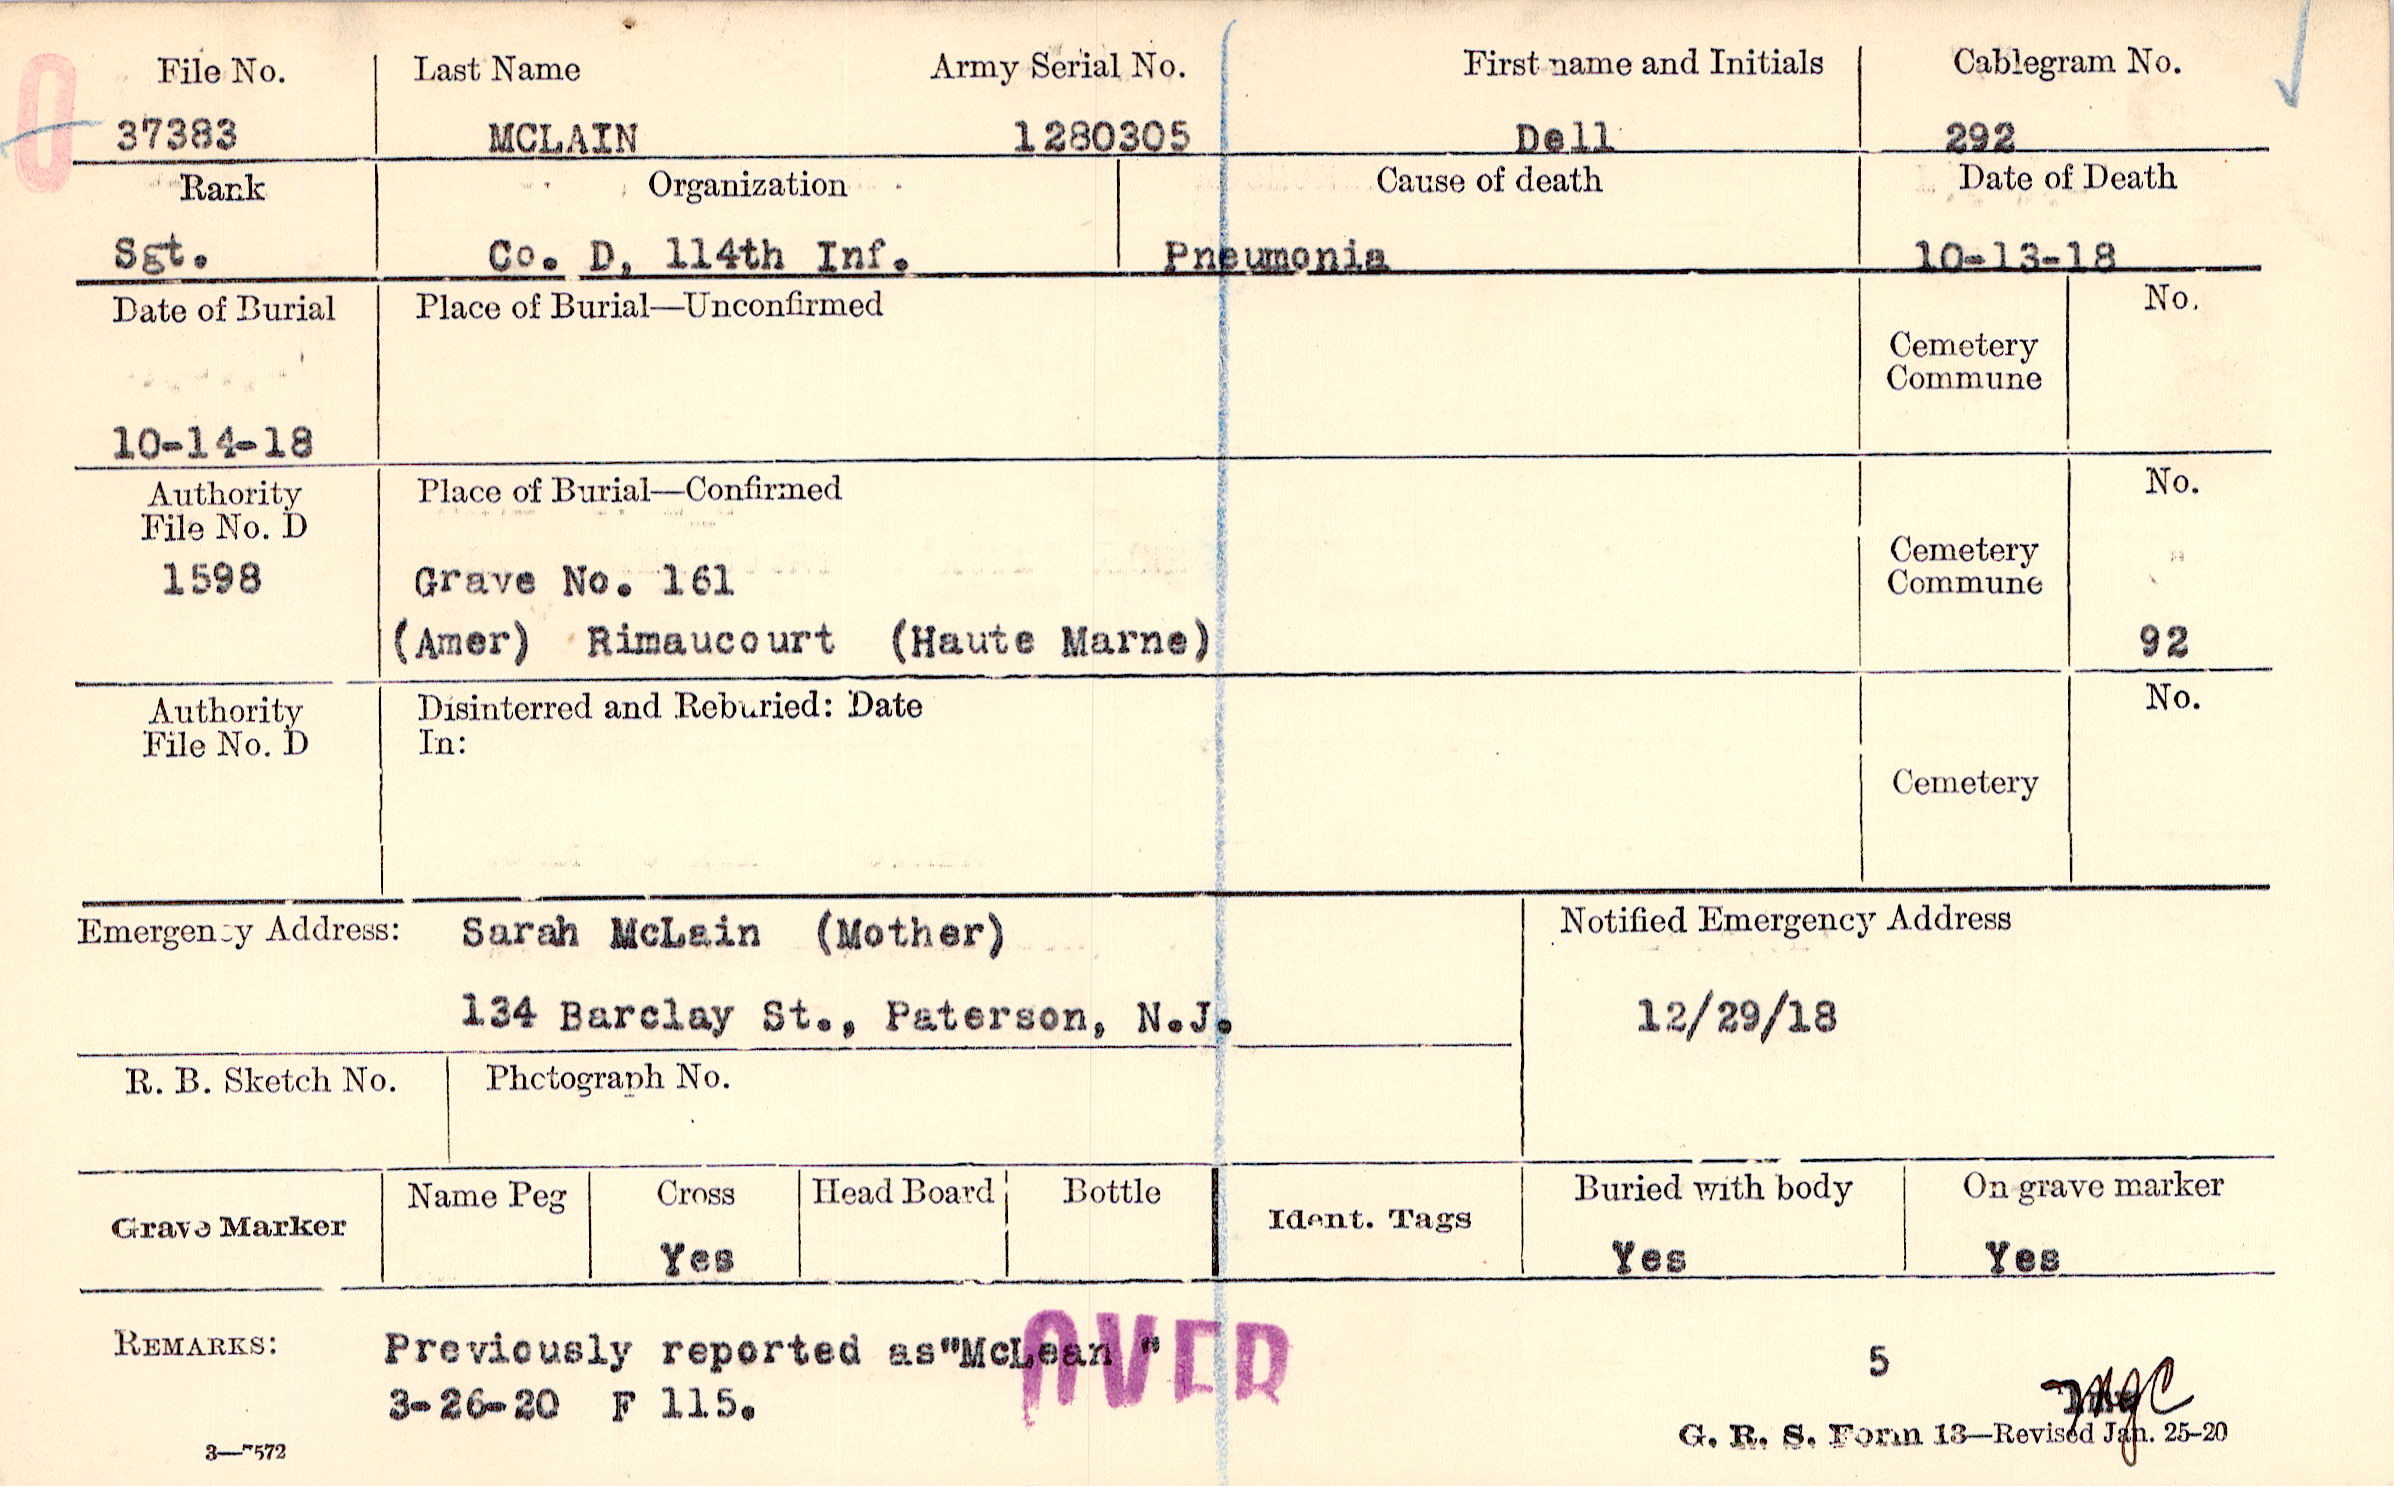 File No. Last Name Army Serial No. First name and Initials Cablegram No.
37383 MCLAIN 1280305 Dell 292
Rank Organization Cause of death Date of Death
Sgt. Co. D, 114th Inf. Pneumonia 10-13-18
Date of Burial Place of Burial—Unconfirmed No.
Cemetery
Commune
10-14-18
Authority Place of Burial—Confirmed No.
File No. D
Cemetery
Commune
1598 Grave No. 161
(Amer) Rimaucourt (Haute Marne) 92
Authority Disinterred and Reburied: Date No.
File No. D In:
Cemetery
Emergency Address: Sarah McLain (Mother) Notified Emergency Address
134 Barclay St., Paterson, N.J. 12/29/18
R. B. Sketch No. Photograph No.
Grave Marker Name Peg Cross Head Board Bottle Ident. Tags Buried with body On grave marker
Yes Yes Yes
REMARKS: Previously reported as"McLean " OVER 5
3-26-20 F 115.
3—7572 G. R. S. Form 13—Revised Jan. 25-20